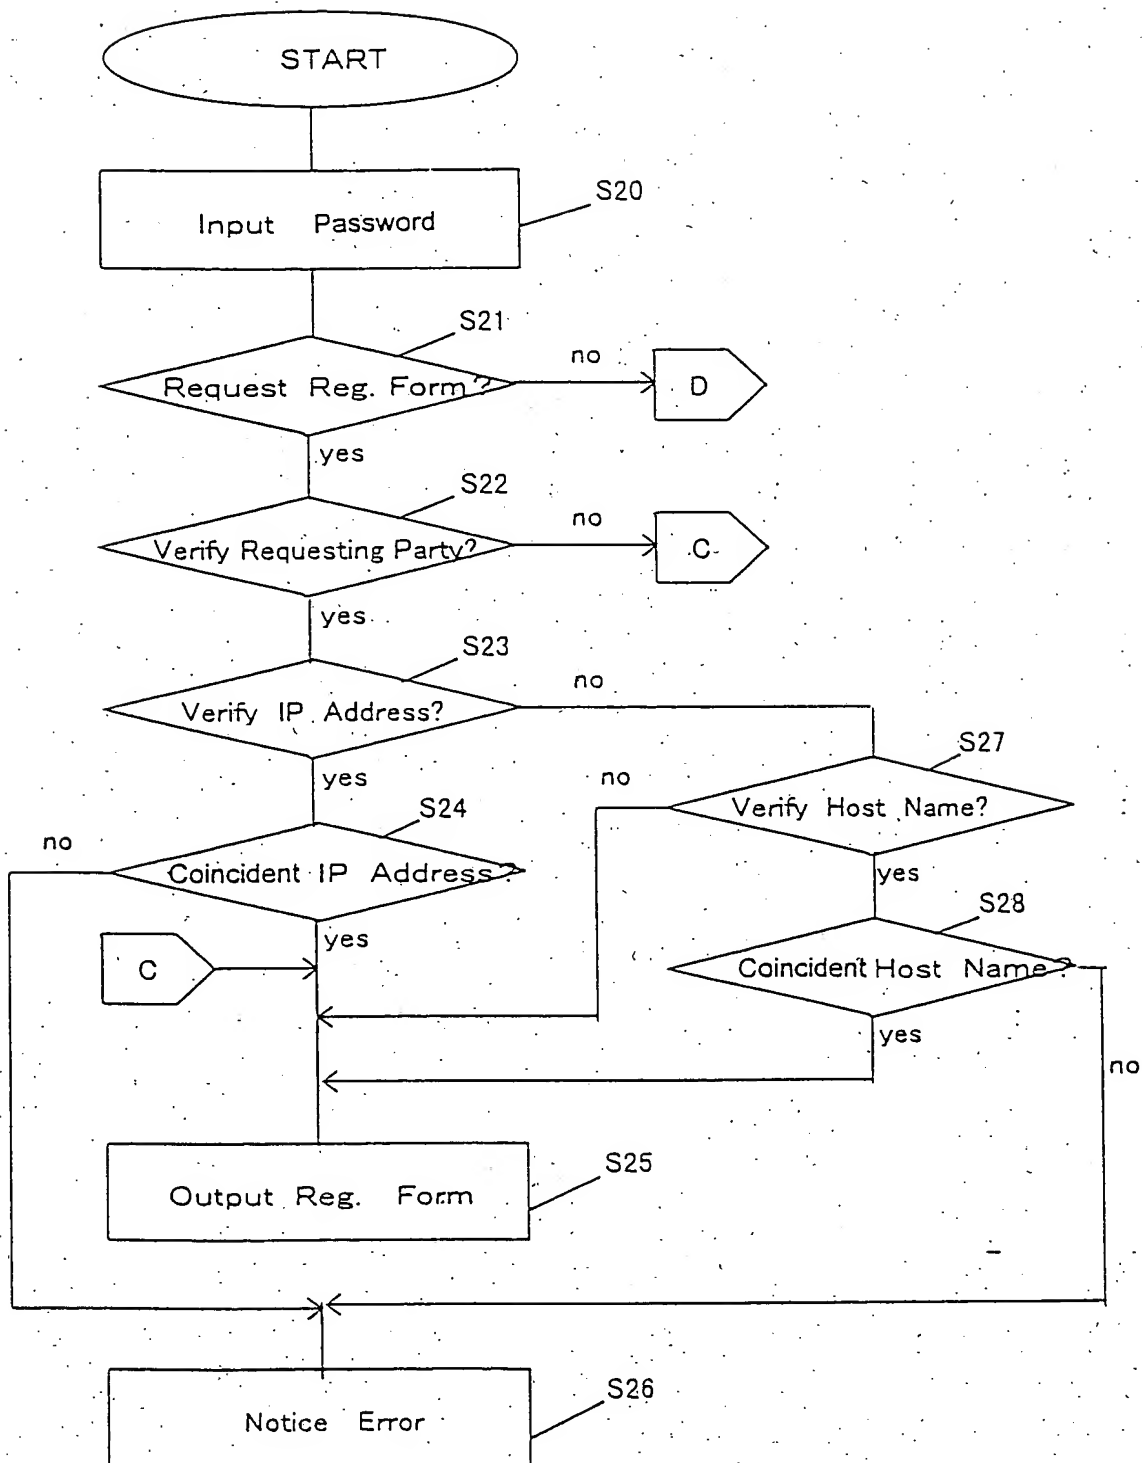 START
Input Password
S20
S21
Request Reg. Form?
no
D
yes
S22
Verify Requesting Party?
no
C
yes
S23
Verify IP Address?
no
yes
S27
Verify Host Name?
no
yes
S24
Coincident IP Address?
no
yes
S28
Coincident Host Name?
C
yes
no
Output Reg. Form
S25
Notice Error
S26